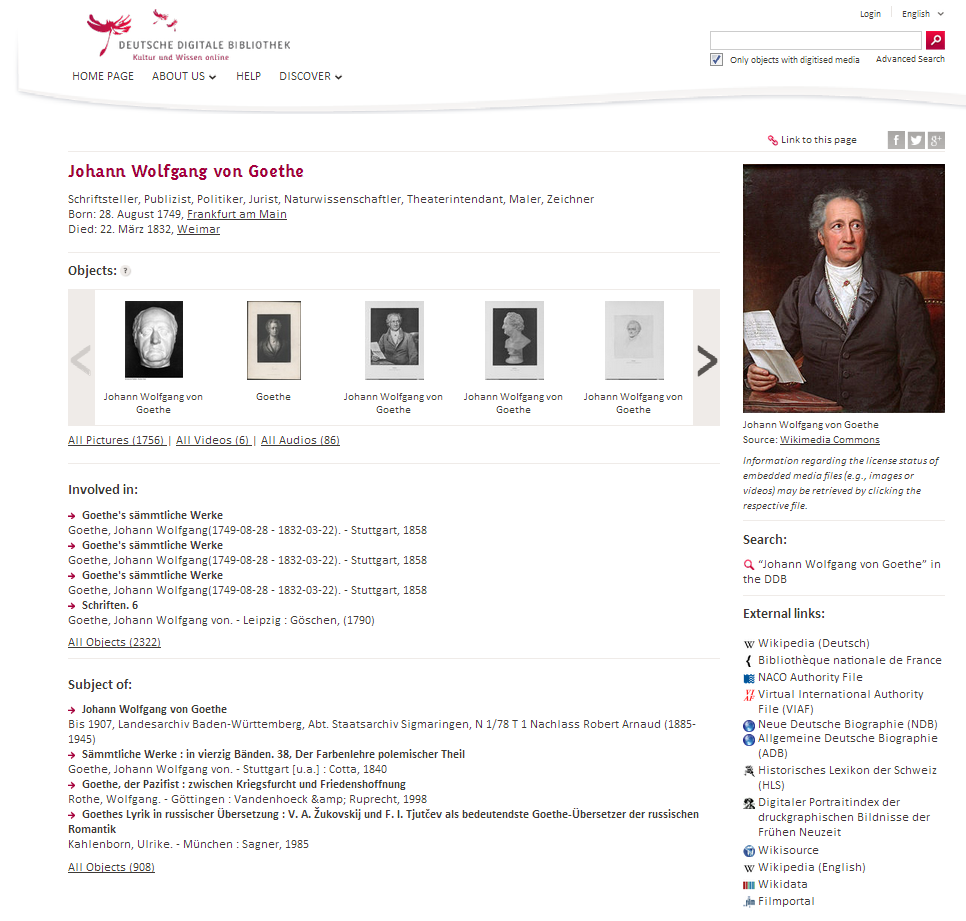 Login
English
DEUTSCHE DIGITALE BIBLIOTHEK
Kultur und Wissen online
Only objects with digitised media
Advanced Search
HOME PAGE ABOUT US HELP DISCOVER
Link to this page
Johann Wolfgang von Goethe
Schriftsteller, Publizist, Politiker, Jurist, Naturwissenschaftler, Theaterintendant, Maler, Zeichner
Born: 28. August 1749, Frankfurt am Main
Died: 22. März 1832, Weimar
Objects: ?
Johann Wolfgang von
Goethe
Goethe
Johann Wolfgang von
Goethe
Johann Wolfgang von
Goethe
Johann Wolfgang von
Goethe
All Pictures (1756) | All Videos (6) | All Audios (86)
Involved in:
Goethe's sämmtliche Werke
Goethe, Johann Wolfgang(1749-08-28 - 1832-03-22). - Stuttgart, 1858
Goethe's sämmtliche Werke
Goethe, Johann Wolfgang(1749-08-28 - 1832-03-22). - Stuttgart, 1858
Goethe's sämmtliche Werke
Goethe, Johann Wolfgang(1749-08-28 - 1832-03-22). - Stuttgart, 1858
Schriften. 6
Goethe, Johann Wolfgang von. - Leipzig : Göschen, (1790)
All Objects (2322)
Subject of:
Johann Wolfgang von Goethe
Bis 1907, Landesarchiv Baden-Württemberg, Abt. Staatsarchiv Sigmaringen, N 1/78 T 1 Nachlass Robert Arnaud (1885-
1945)
Sämmtliche Werke : in vierzig Bänden. 38, Der Farbenlehre polemischer Theil
Goethe, Johann Wolfgang von. - Stuttgart [u.a.] : Cotta, 1840
Goethe, der Pazifist : zwischen Kriegsfurcht und Friedenshoffnung
Rothe, Wolfgang. - Göttingen : Vandenhoeck &amp; Ruprecht, 1998
Goethes Lyrik in russischer Übersetzung : V. A. Žukovskij und F. I. Tjutčev als bedeutendste Goethe-Übersetzer der russischen
Romantik
Kahlenborn, Ulrike. - München : Sagner, 1985
All Objects (908)
Johann Wolfgang von Goethe
Source: Wikimedia Commons
Information regarding the license status of
embedded media files (e.g., images or
videos) may be retrieved by clicking the
respective file.
Search:
“Johann Wolfgang von Goethe” in
the DDB
External links:
Wikipedia (Deutsch)
Bibliothèque nationale de France
NACO Authority File
Virtual International Authority
File (VIAF)
Neue Deutsche Biographie (NDB)
Allgemeine Deutsche Biographie
(ADB)
Historisches Lexikon der Schweiz
(HLS)
Digitaler Portraitindex der
druckgraphischen Bildnisse der
Frühen Neuzeit
Wikisource
Wikipedia (English)
Wikidata
Filmportal